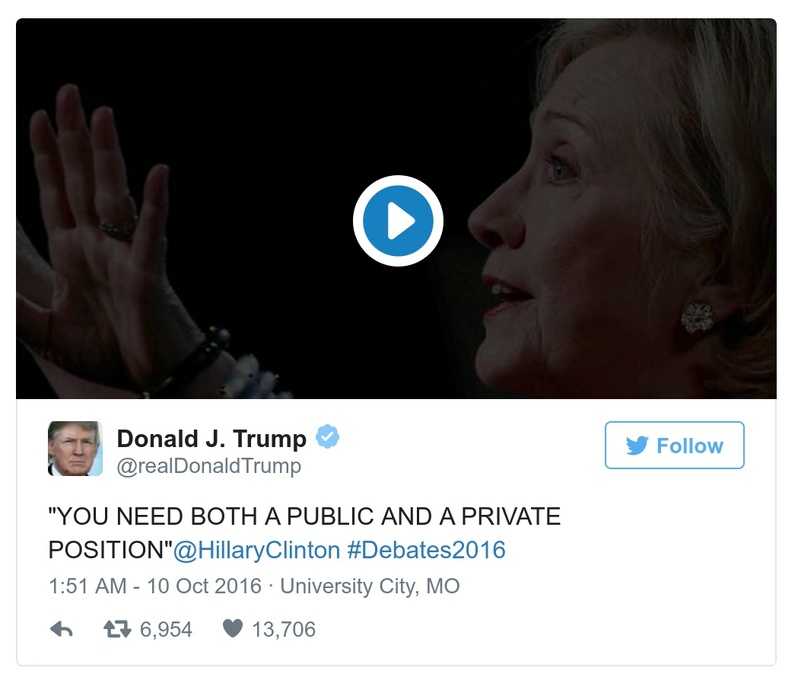 Donald J. Trump
@realDonaldTrump
Follow
"YOU NEED BOTH A PUBLIC AND A PRIVATE
POSITION"@HillaryClinton #Debates2016
1:51 AM - 10 Oct 2016 · University City, MO
6,954 13,706